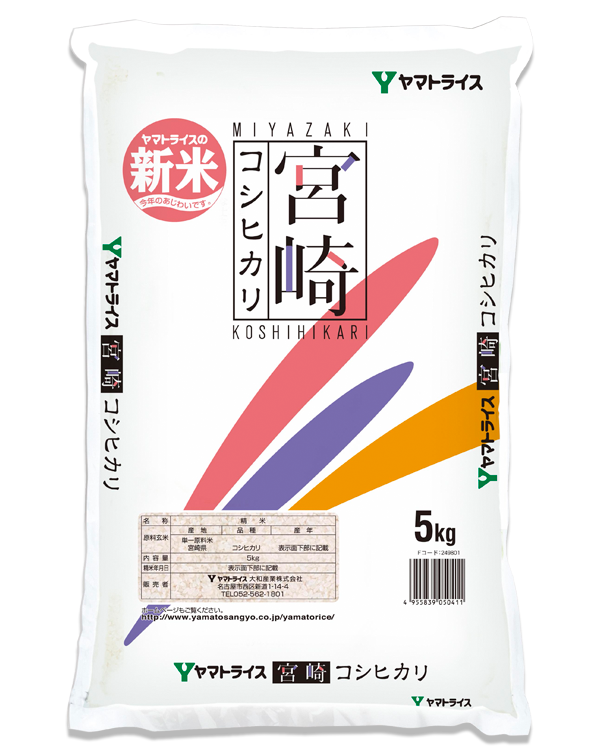 ヤマトライス
MIYAZAKI
宮崎
コシヒカリ
KOSHIHIKARI
ヤマトライスの
新米
今年のあじわいです。
ヤマトライス 宮崎 コシヒカリ
ヤマトライス 宮崎 コシヒカリ
5kg
Fコード:249801
4 955839 050411
名称 精米
原料玄米 産地 品種 産年
単一原料米
宮崎県 コシヒカリ 表示面下部に記載
内容量 5kg
精米年月日 表示面下部に記載
販売者 ヤマトライス 大和産業株式会社
名古屋市西区新道1-14-4
TEL052-562-1801
ホームページもご覧ください。
http://www.yamatosangyo.co.jp/yamatorice/
ヤマトライス 宮崎 コシヒカリ
ヤマトライス